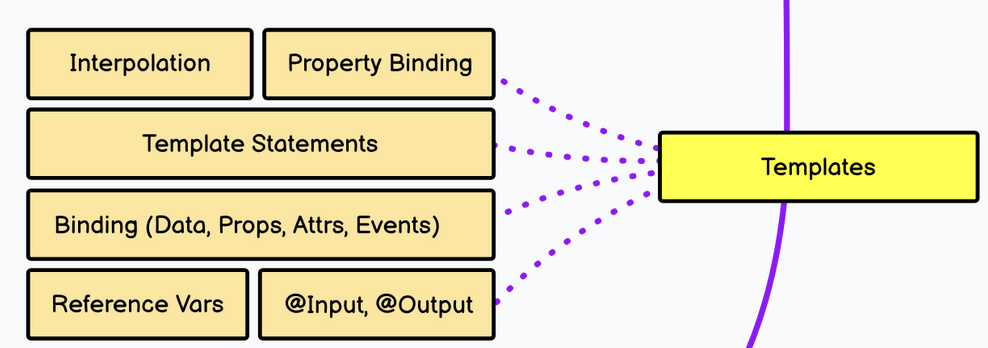 Interpolation
Property Binding
Template Statements
Templates
Binding (Data, Props, Attrs, Events)
Reference Vars
@Input, @Output